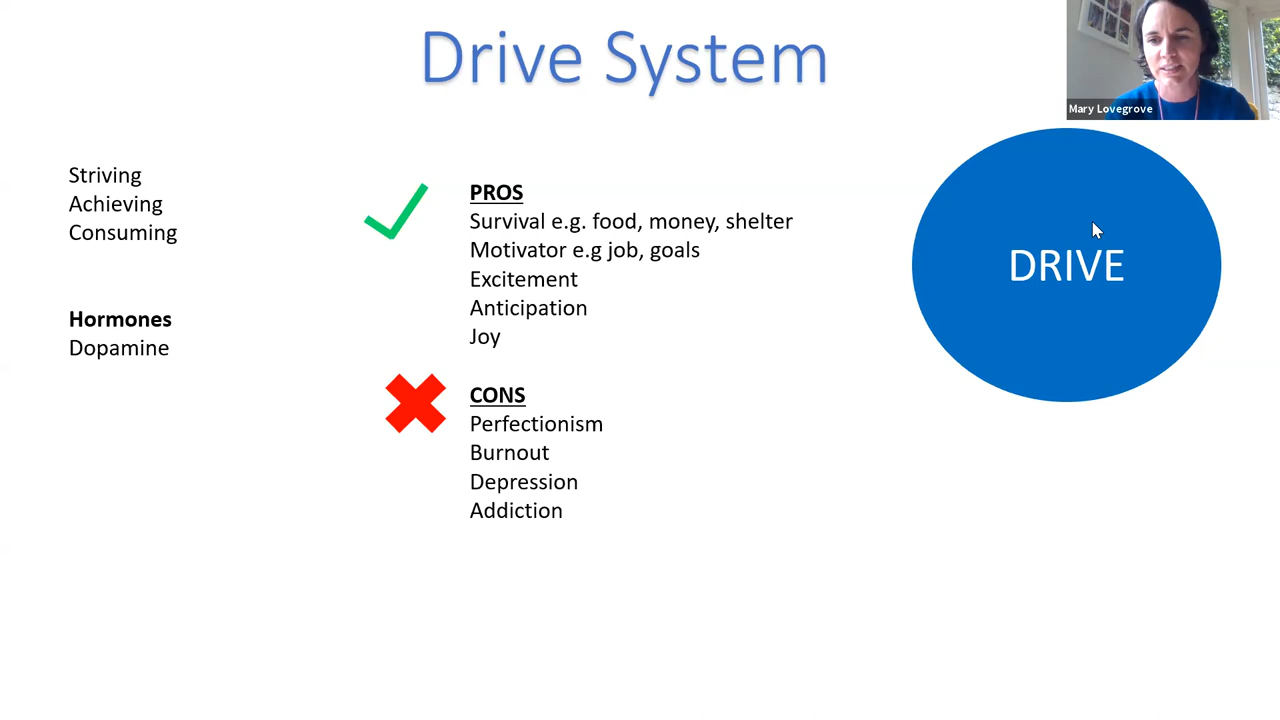 Drive System
Mary Lovegrove
Striving
Achieving
Consuming
Hormones
Dopamine
PROS
Survival e.g. food, money, shelter
Motivator e.g job, goals
Excitement
Anticipation
Joy
CONS
Perfectionism
Burnout
Depression
Addiction
DRIVE